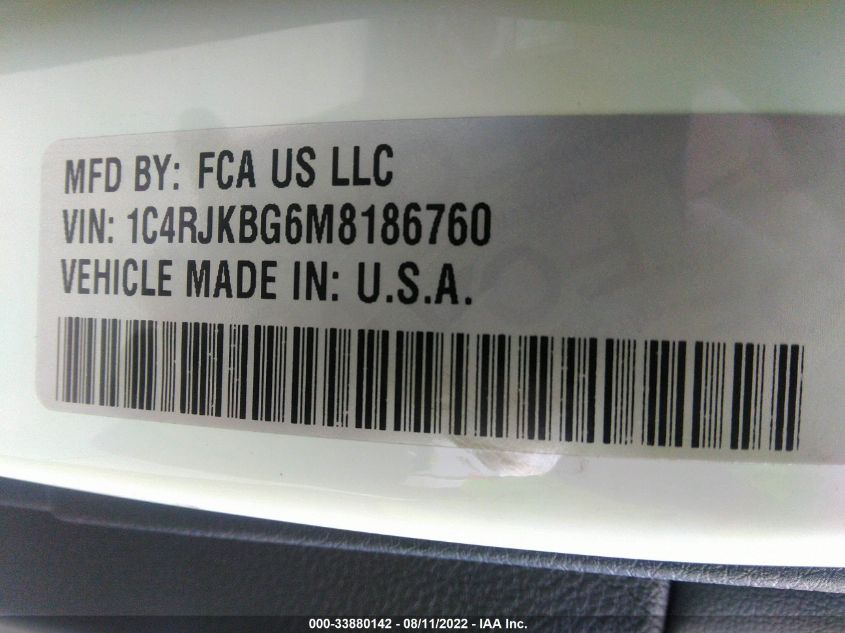 MFD BY: FCA US LLC
VIN: 1C4RJKBG6M8186760
VEHICLE MADE IN: U.S.A.
000-33880142 - 08/11/2022 - IAA Inc.